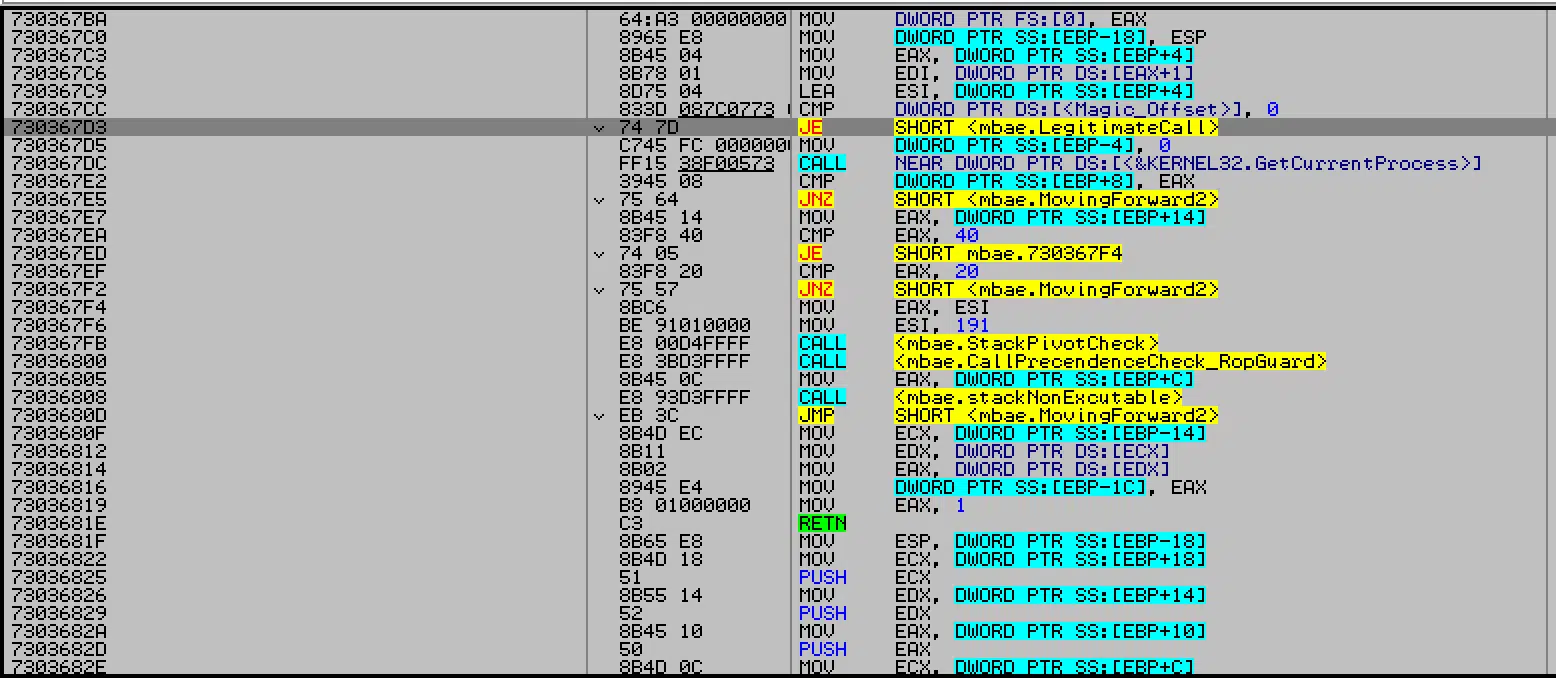 730367BA 64:A3 00000000 MOV DWORD PTR FS:[0], EAX
730367C0 8965 E8 MOV DWORD PTR SS:[EBP-18], ESP
730367C3 8B45 04 MOV EAX, DWORD PTR SS:[EBP+4]
730367C6 8B78 01 MOV EDI, DWORD PTR DS:[EAX+1]
730367C9 8D75 04 LEA ESI, DWORD PTR SS:[EBP+4]
730367CC 833D 087C0773 CMP DWORD PTR DS:[<Magic_Offset>], 0
730367D3 74 7D JE SHORT <mbae.LegitimateCall>
730367D5 C745 FC 000000 MOV DWORD PTR SS:[EBP-4], 0
730367DC FF15 38F00573 CALL NEAR DWORD PTR DS:[<&KERNEL32.GetCurrentProcess>]
730367E2 3945 08 CMP DWORD PTR SS:[EBP+8], EAX
730367E5 75 64 JNZ SHORT <mbae.MovingForward2>
730367E7 8B45 14 MOV EAX, DWORD PTR SS:[EBP+14]
730367EA 83F8 40 CMP EAX, 40
730367ED 74 05 JE SHORT mbae.730367F4
730367EF 83F8 20 CMP EAX, 20
730367F2 75 57 JNZ SHORT <mbae.MovingForward2>
730367F4 8BC6 MOV EAX, ESI
730367F6 BE 91010000 MOV ESI, 191
730367FB E8 00D4FFFF CALL <mbae.StackPivotCheck>
73036800 E8 3BD3FFFF CALL <mbae.CallPrecendenceCheck_RopGuard>
73036805 8B45 0C MOV EAX, DWORD PTR SS:[EBP+C]
73036808 E8 93D3FFFF CALL <mbae.stackNonExcutable>
7303680D EB 3C JMP SHORT <mbae.MovingForward2>
7303680F 8B4D EC MOV ECX, DWORD PTR SS:[EBP-14]
73036812 8B11 MOV EDX, DWORD PTR DS:[ECX]
73036814 8B02 MOV EAX, DWORD PTR DS:[EDX]
73036816 8945 E4 MOV DWORD PTR SS:[EBP-1C], EAX
73036819 B8 01000000 MOV EAX, 1
7303681E C3 RETN
7303681F 8B65 E8 MOV ESP, DWORD PTR SS:[EBP-18]
73036822 8B4D 18 MOV ECX, DWORD PTR SS:[EBP+18]
73036825 51 PUSH ECX
73036826 8B55 14 MOV EDX, DWORD PTR SS:[EBP+14]
73036829 52 PUSH EDX
7303682A 8B45 10 MOV EAX, DWORD PTR SS:[EBP+10]
7303682D 50 PUSH EAX
7303682E 8B4D 0C MOV ECX, DWORD PTR SS:[EBP+C]